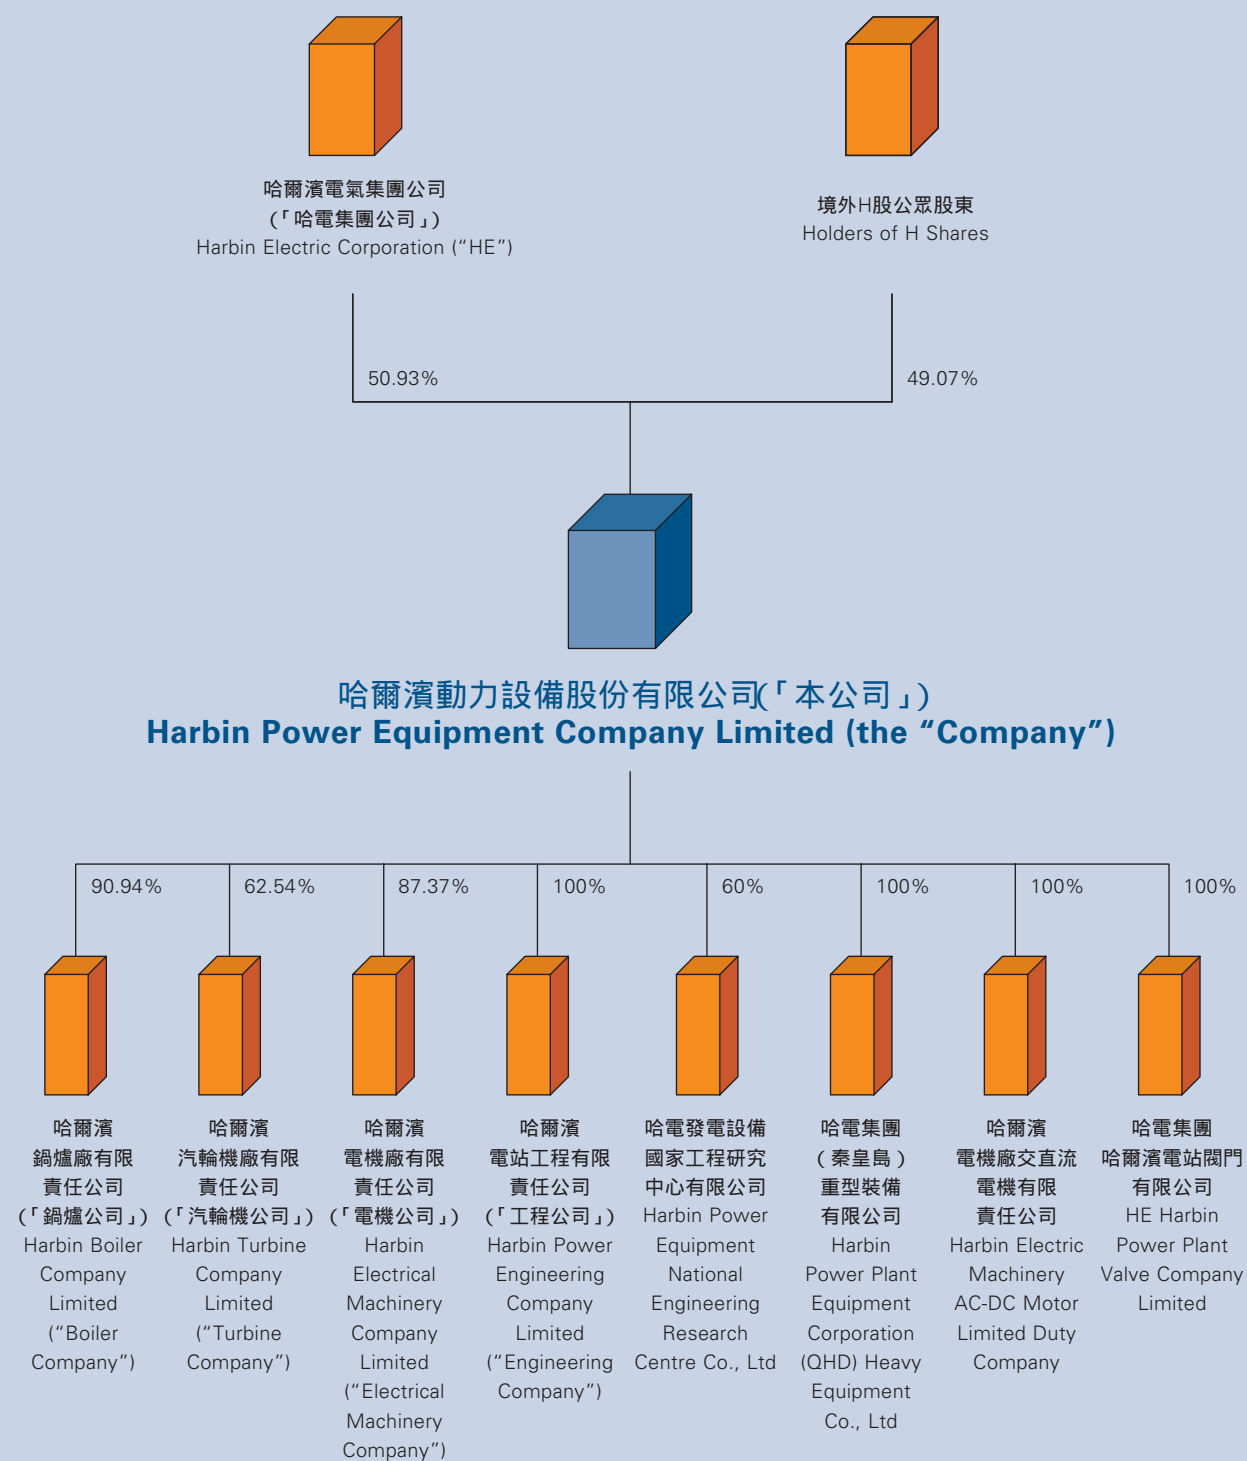 哈爾濱電氣集團公司
(「哈電集團公司」)
Harbin Electric Corporation (“HE”)
境外H股公眾股東
Holders of H Shares
50.93%
49.07%
哈爾濱動力設備股份有限公司(「本公司」)
Harbin Power Equipment Company Limited (the “Company”)
90.94%
62.54%
87.37%
100%
60%
100%
100%
100%
哈爾濱
鍋爐廠有限
責任公司
(「鍋爐公司」)
Harbin Boiler
Company
Limited
(“Boiler
Company”)
哈爾濱
汽輪機廠有限
責任公司
(「汽輪機公司」)
Harbin Turbine
Company
Limited
(“Turbine
Company”)
哈爾濱
電機廠有限
責任公司
(「電機公司」)
Harbin
Electrical
Machinery
Company
Limited
(“Electrical
Machinery
Company”)
哈爾濱
電站工程有限
責任公司
(「工程公司」)
Harbin Power
Engineering
Company
Limited
(“Engineering
Company”)
哈電發電設備
國家工程研究
中心有限公司
Harbin Power
Equipment
National
Engineering
Research
Centre Co., Ltd
哈電集團
(秦皇島)
重型裝備
有限公司
Harbin
Power Plant
Equipment
Corporation
(QHD) Heavy
Equipment
Co., Ltd
哈爾濱
電機廠交直流
電機有限
責任公司
Harbin Electric
Machinery
AC-DC Motor
Limited Duty
Company
哈電集團
哈爾濱電站閥門
有限公司
HE Harbin
Power Plant
Valve Company
Limited